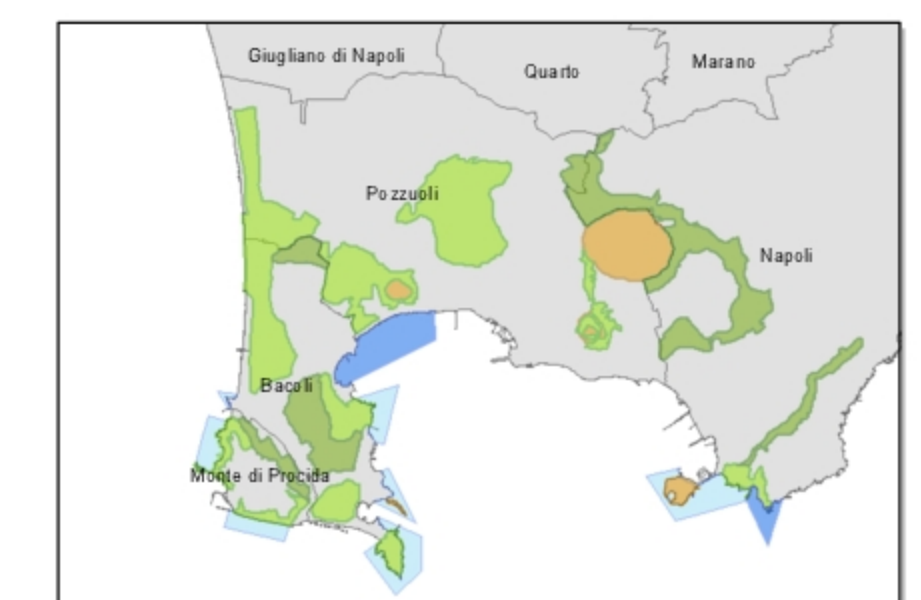 Giugliano di Napoli
Quarto
Marano
Pozzuoli
Napoli
Bacoli
Monte di Procida